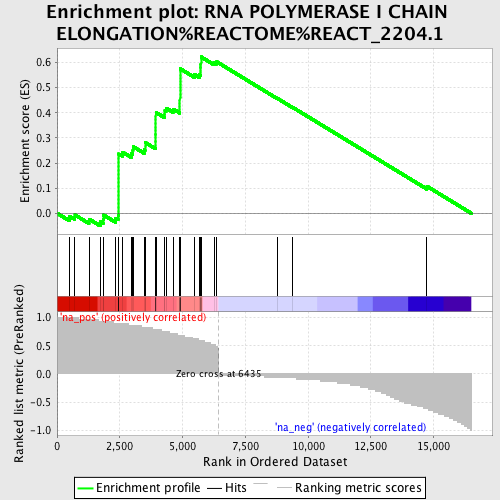 Enrichment plot: RNA POLYMERASE I CHAIN
ELONGATION%REACTOME%REACT_2204.1
Enrichment score (ES)
0.6
0.5
0.4
0.3
0.2
0.1
0.0
Ranked list metric (PreRanked)
1.0
0.5
0.0
-0.5
-1.0
'na_pos' (positively correlated)
Zero cross at 6435
'na_neg' (negatively correlated)
0
2,500
5,000
7,500
10,000
12,500
15,000
Rank in Ordered Dataset
Enrichment profile
Hits
Ranking metric scores